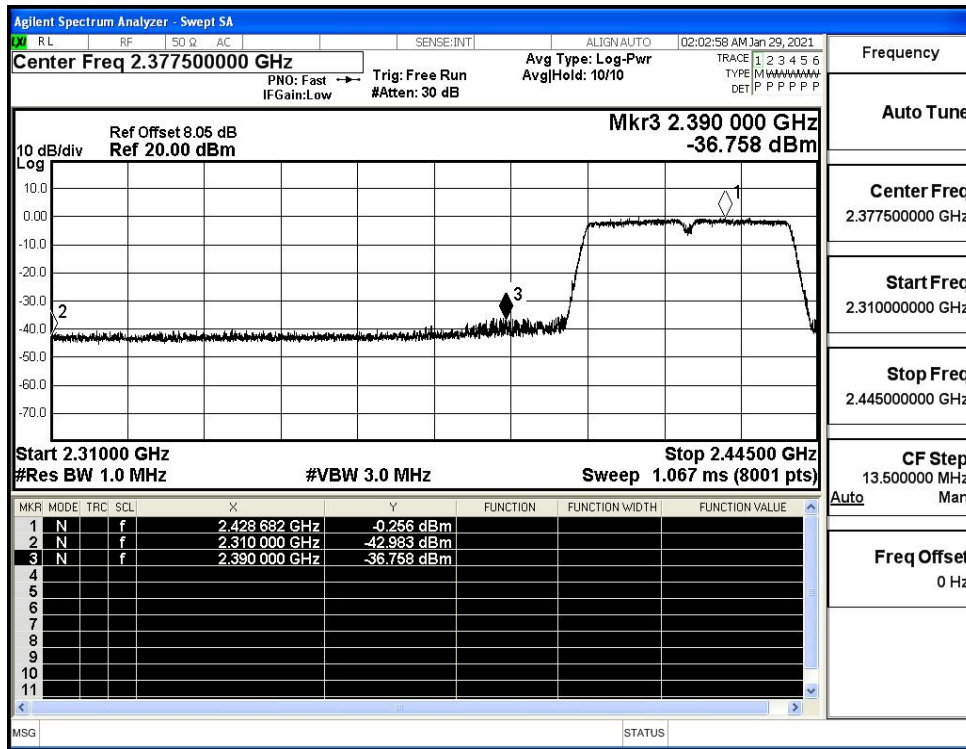 Agilent Spectrum Analyzer - Swept SA
LXI RL RF 50 Ω AC SENSE:INT ALIGN AUTO 02:02:58 AM Jan 29, 2021
Center Freq 2.377500000 GHz
PNO: Fast
IFGain:Low
Trig: Free Run
#Atten: 30 dB
Avg Type: Log-Pwr
Avg|Hold: 10/10
TRACE 1 2 3 4 5 6
TYPE M
DET P P P P P P
Mkr3 2.390 000 GHz
-36.758 dBm
Ref Offset 8.05 dB
10 dB/div Ref 20.00 dBm
Log
10.0
0.00
-10.0
-20.0
-30.0
-40.0
-50.0
-60.0
-70.0
1
2
3
Start 2.31000 GHz Stop 2.44500 GHz
#Res BW 1.0 MHz #VBW 3.0 MHz Sweep 1.067 ms (8001 pts)
MKR MODE TRC SCL X Y FUNCTION FUNCTION WIDTH FUNCTION VALUE
1 N f 2.428 682 GHz -0.256 dBm
2 N f 2.310 000 GHz -42.983 dBm
3 N f 2.390 000 GHz -36.758 dBm
4
5
6
7
8
9
10
11
MSG STATUS
Frequency
Auto Tune
Center Freq
2.377500000 GHz
Start Freq
2.310000000 GHz
Stop Freq
2.445000000 GHz
CF Step
13.500000 MHz
Auto Man
Freq Offset
0 Hz